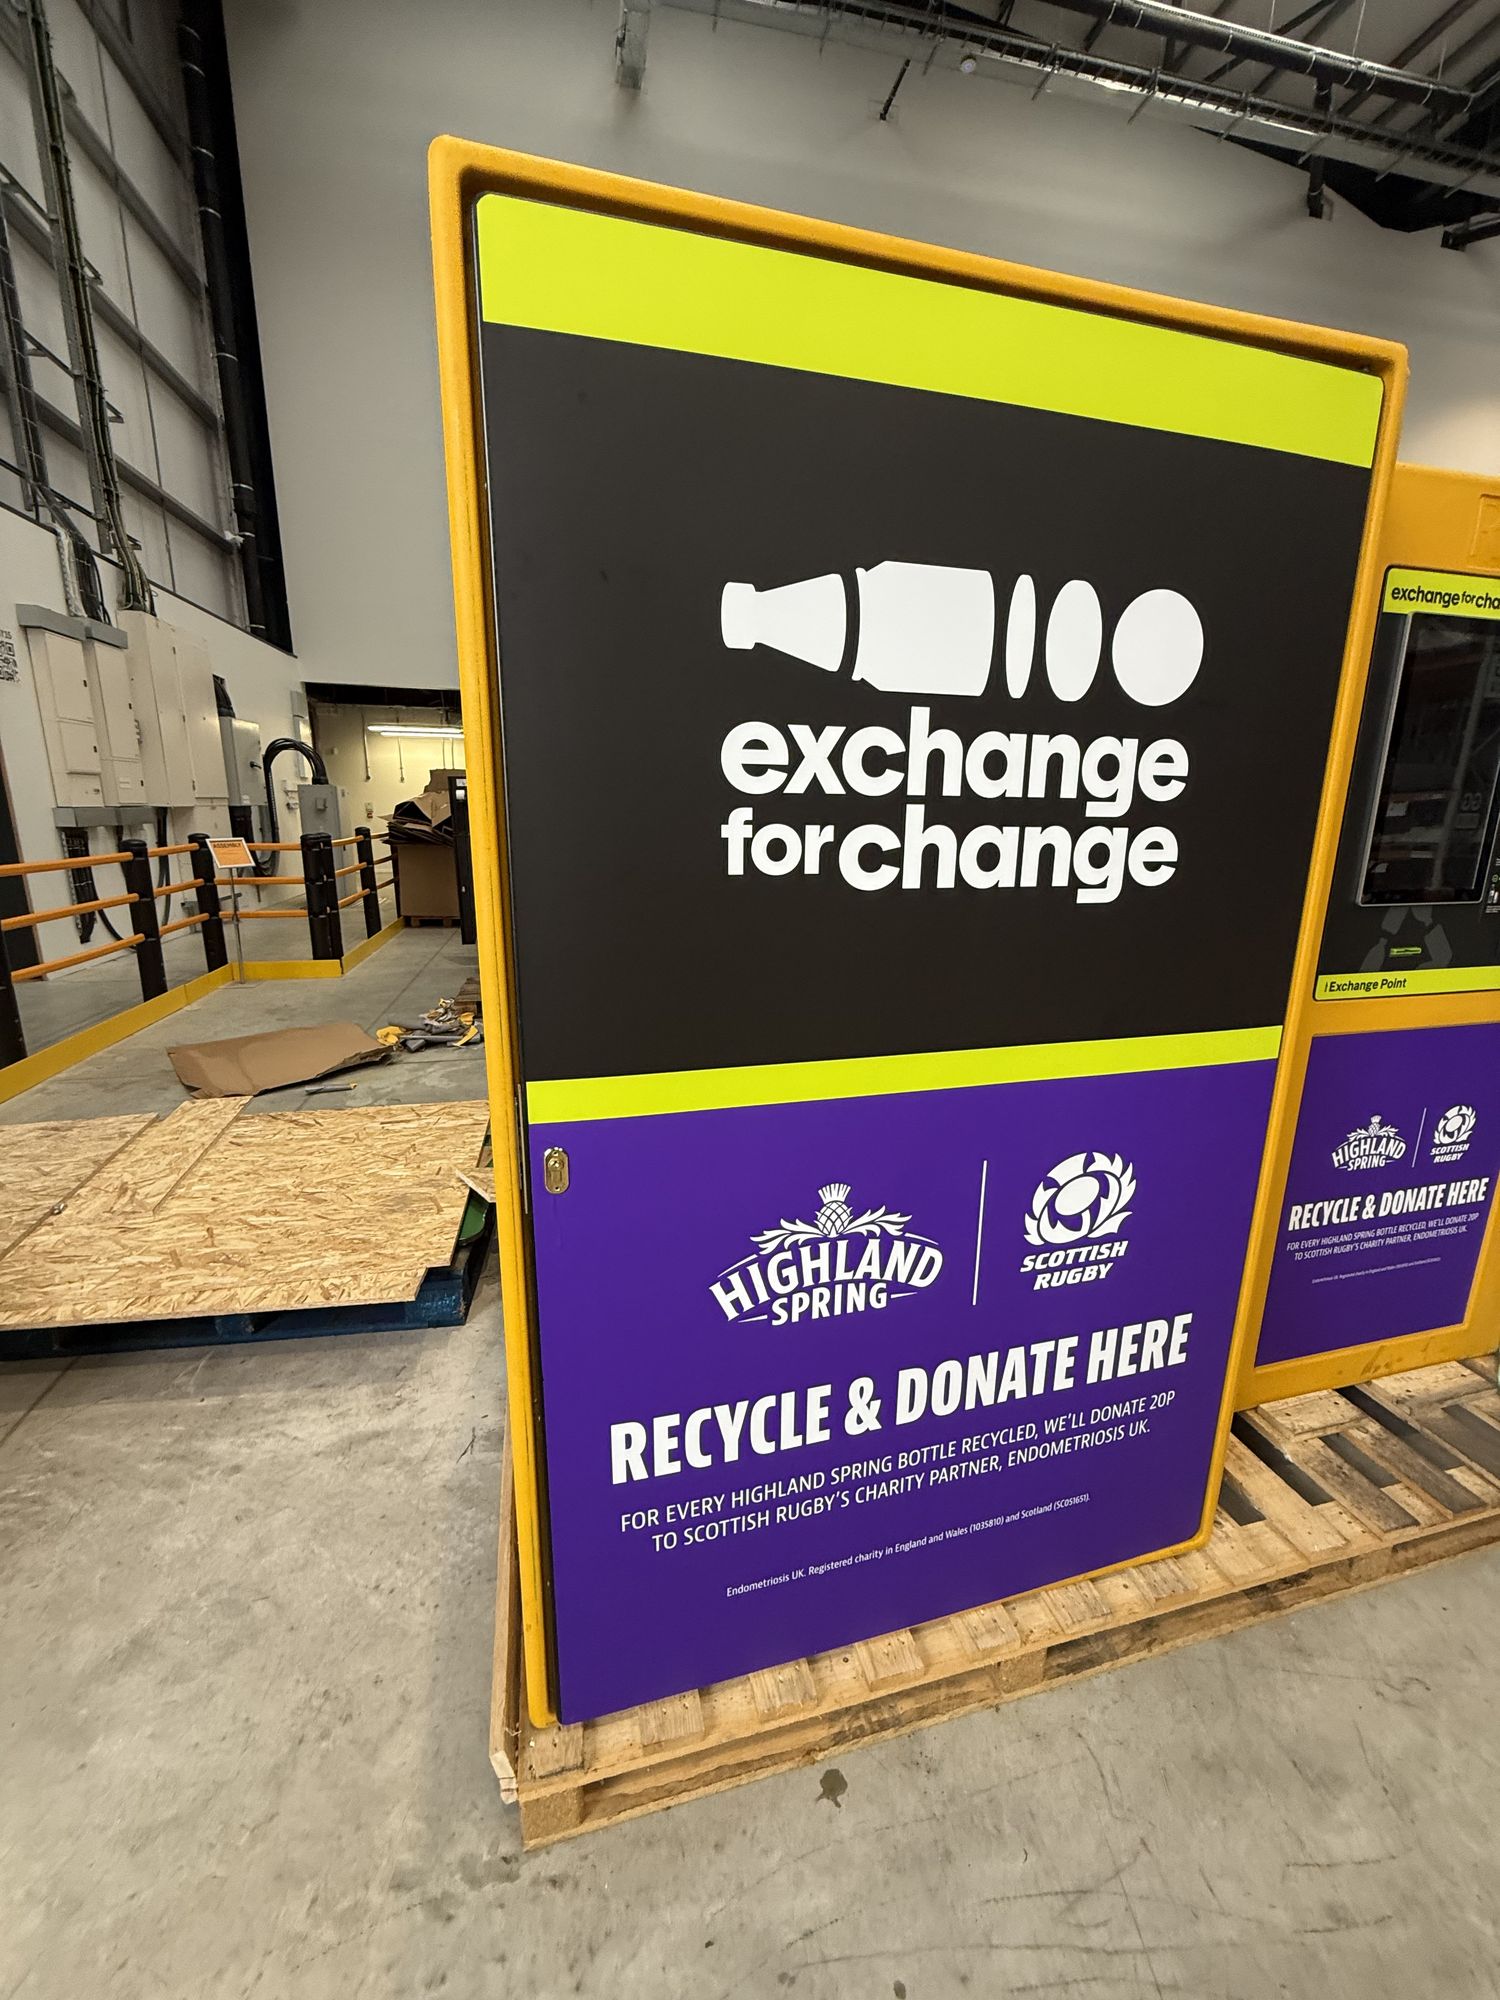 exchange
for change
HIGHLAND
SPRING
SCOTTISH
RUGBY
RECYCLE & DONATE HERE
FOR EVERY HIGHLAND SPRING BOTTLE RECYCLED, WE'LL DONATE 20P
TO SCOTTISH RUGBY'S CHARITY PARTNER, ENDOMETRIOSIS UK.
Endometriosis UK. Registered charity in England and Wales (1035810) and Scotland (SC051651).
exchange for cha
Exchange Point
HIGHLAND
SPRING
SCOTTISH
RUGBY
RECYCLE & DONATE HERE
FOR EVERY HIGHLAND SPRING BOTTLE RECYCLED, WE'LL DONATE 20P
TO SCOTTISH RUGBY'S CHARITY PARTNER, ENDOMETRIOSIS UK.
ASSEMBLY